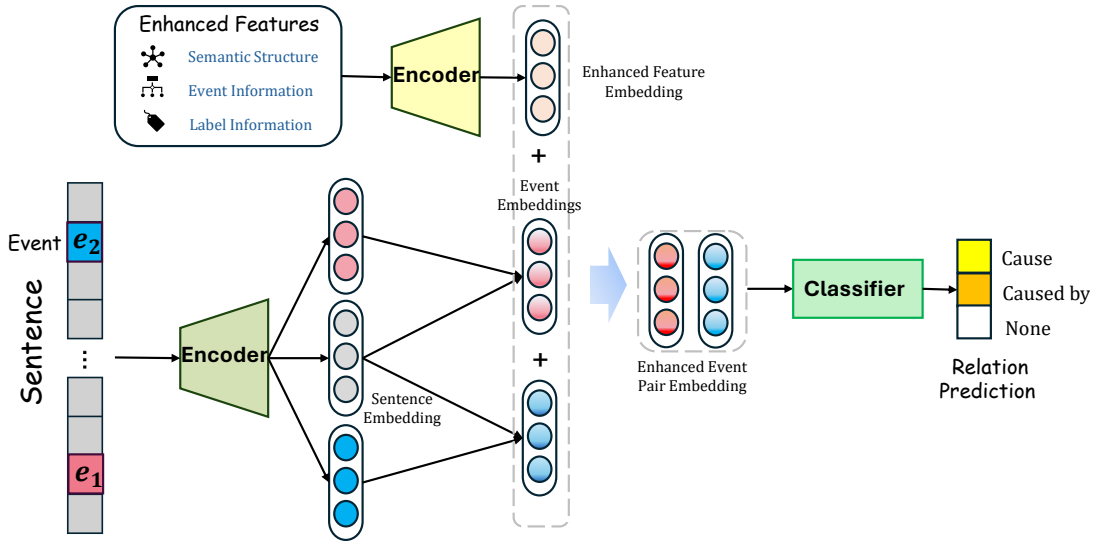 Enhanced Features
Semantic Structure
Event Information
Label Information
Encoder
Enhanced Feature
Embedding
+
Event
Embeddings
+
Sentence
Event
e2
...
e1
Encoder
Sentence
Embedding
Enhanced Event
Pair Embedding
Classifier
Cause
Caused by
None
Relation
Prediction